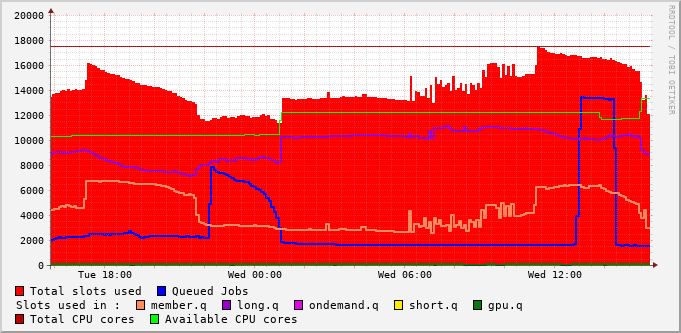 20000
18000
16000
14000
12000
10000
8000
6000
4000
2000
0
Tue 18:00 Wed 00:00 Wed 06:00 Wed 12:00
RRDTOOL / TOBI OETIKER
Total slots used Queued Jobs
Slots used in : member.q long.q ondemand.q short.q gpu.q
Total CPU cores Available CPU cores